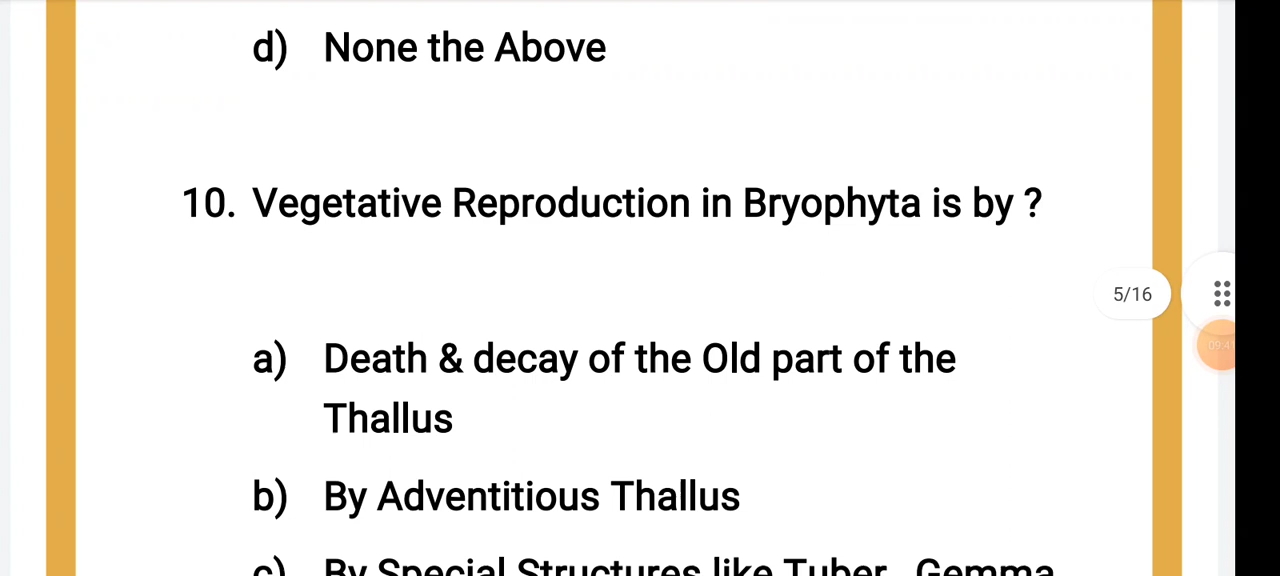 d) None the Above
10. Vegetative Reproduction in Bryophyta is by ?
5/16
a) Death & decay of the Old part of the
Thallus
b) By Adventitious Thallus
c) By Special Structures like Tuber, Gemma